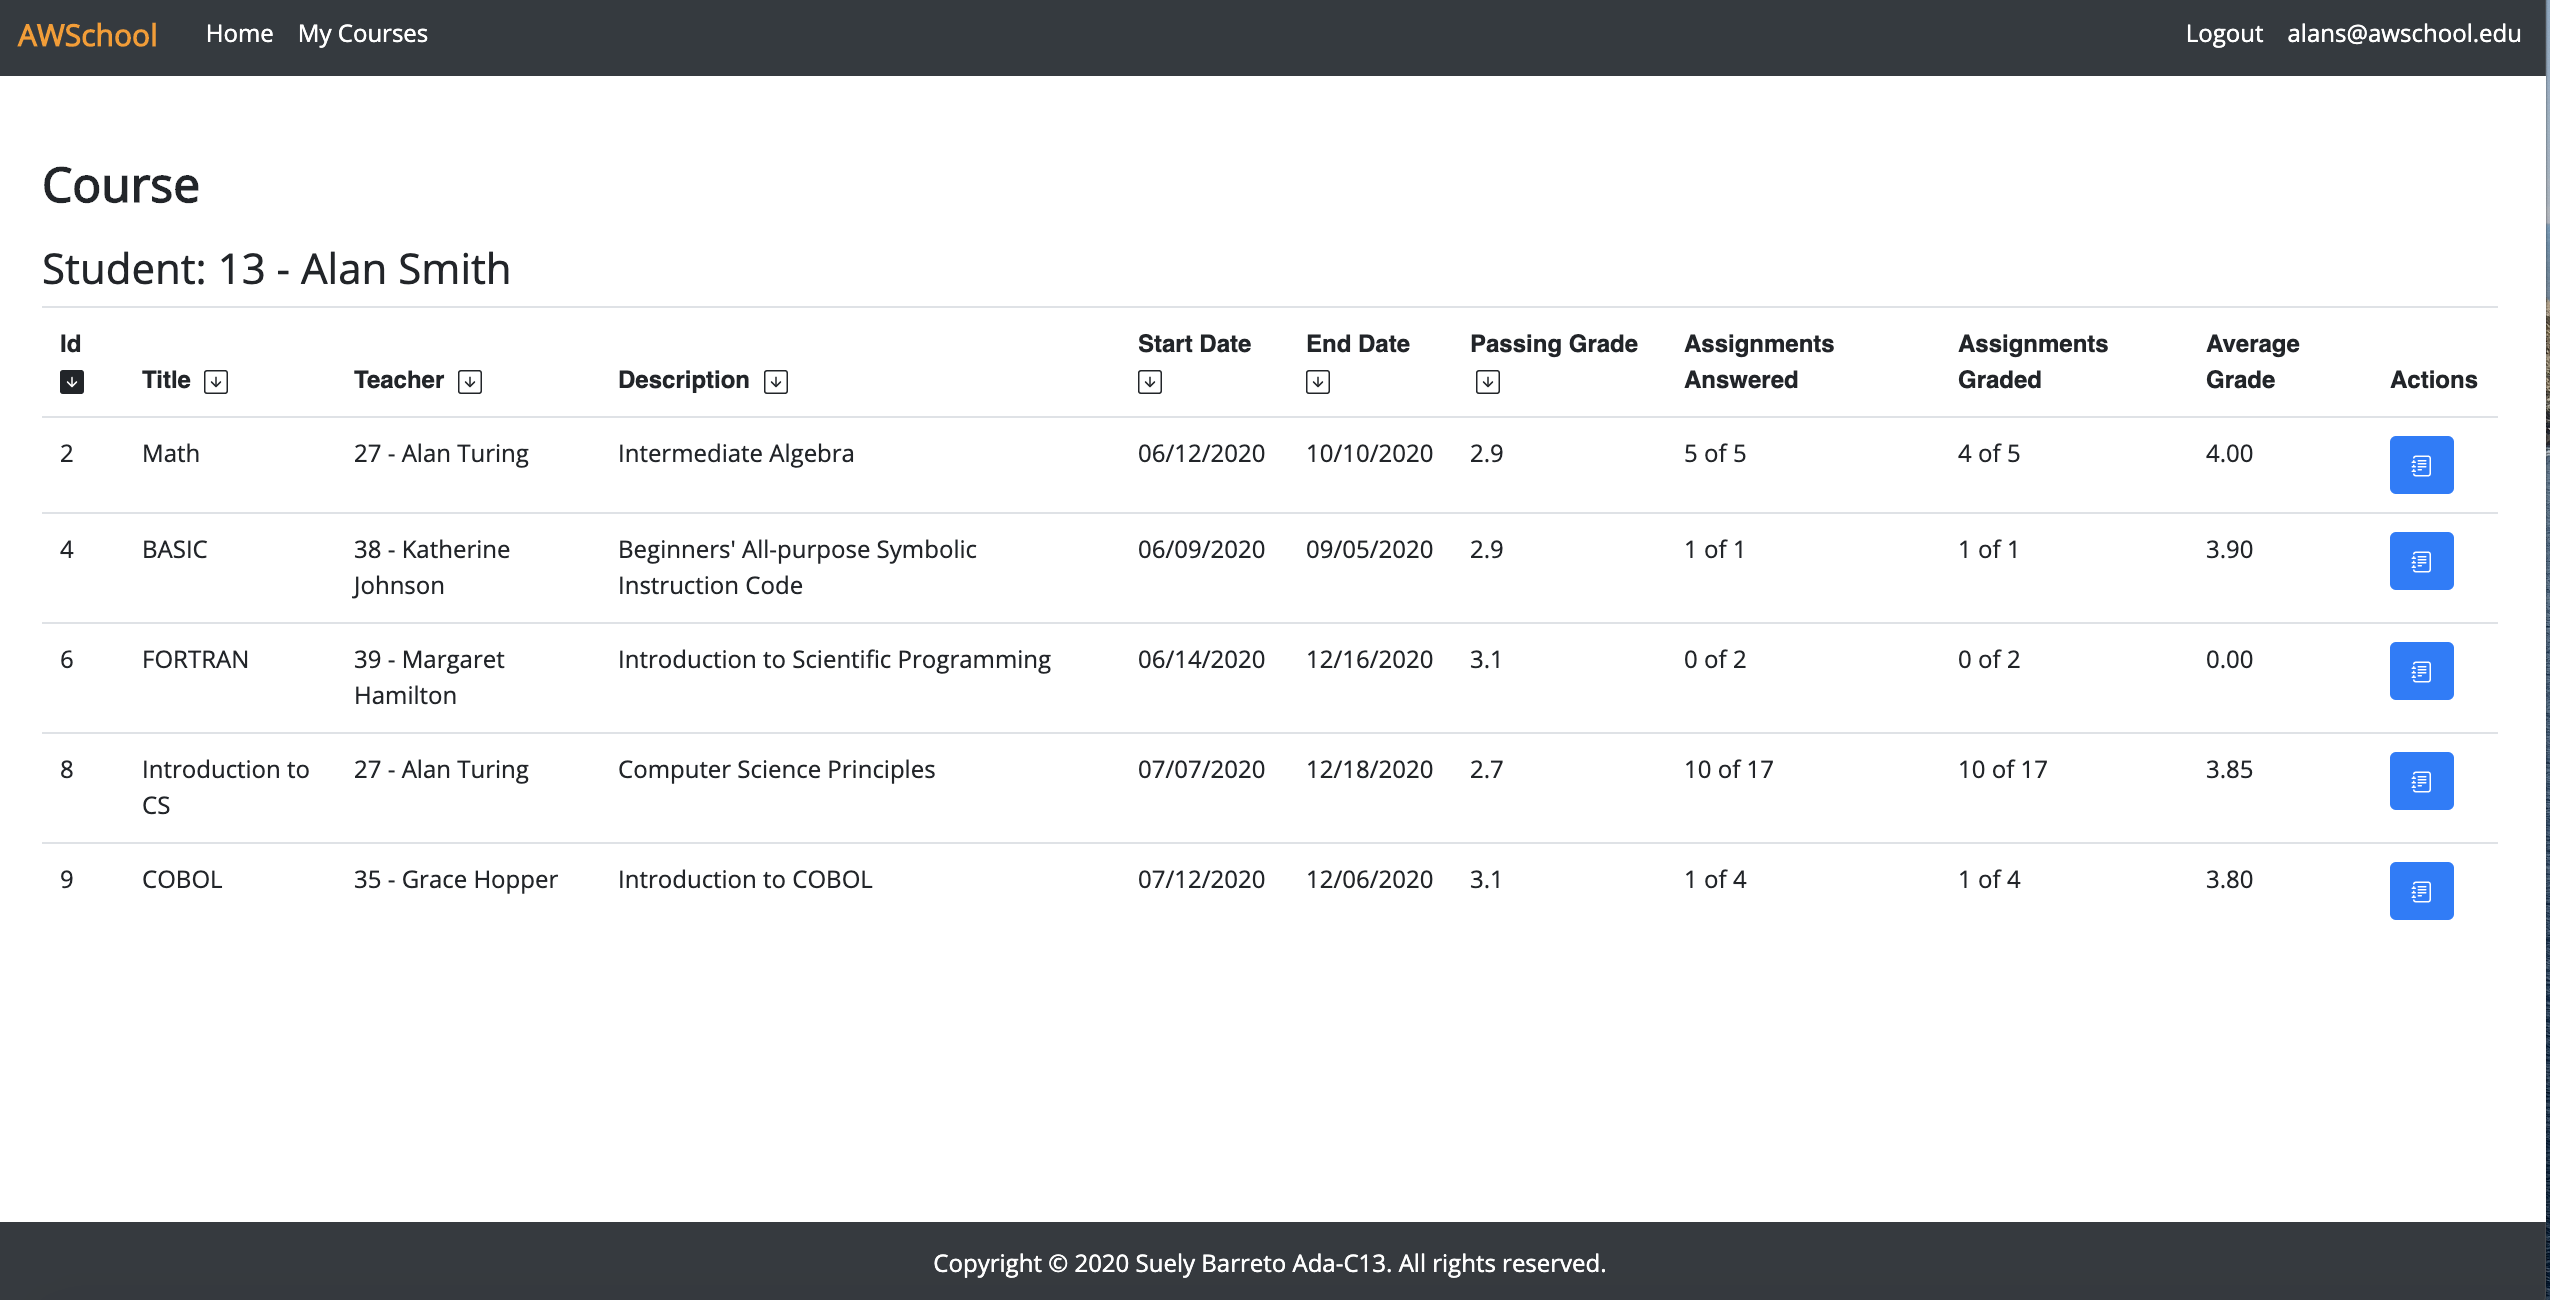 AWSchool Home My Courses Logout alans@awschool.edu
Course
Student: 13 - Alan Smith
Id Start Date End Date Passing Grade Assignments Assignments Average
Title Teacher Description Answered Graded Grade Actions
2 Math 27 - Alan Turing Intermediate Algebra 06/12/2020 10/10/2020 2.9 5 of 5 4 of 5 4.00
4 BASIC 38 - Katherine Beginners' All-purpose Symbolic 06/09/2020 09/05/2020 2.9 1 of 1 1 of 1 3.90
Johnson Instruction Code
6 FORTRAN 39 - Margaret Introduction to Scientific Programming 06/14/2020 12/16/2020 3.1 0 of 2 0 of 2 0.00
Hamilton
8 Introduction to 27 - Alan Turing Computer Science Principles 07/07/2020 12/18/2020 2.7 10 of 17 10 of 17 3.85
CS
9 COBOL 35 - Grace Hopper Introduction to COBOL 07/12/2020 12/06/2020 3.1 1 of 4 1 of 4 3.80
Copyright © 2020 Suely Barreto Ada-C13. All rights reserved.